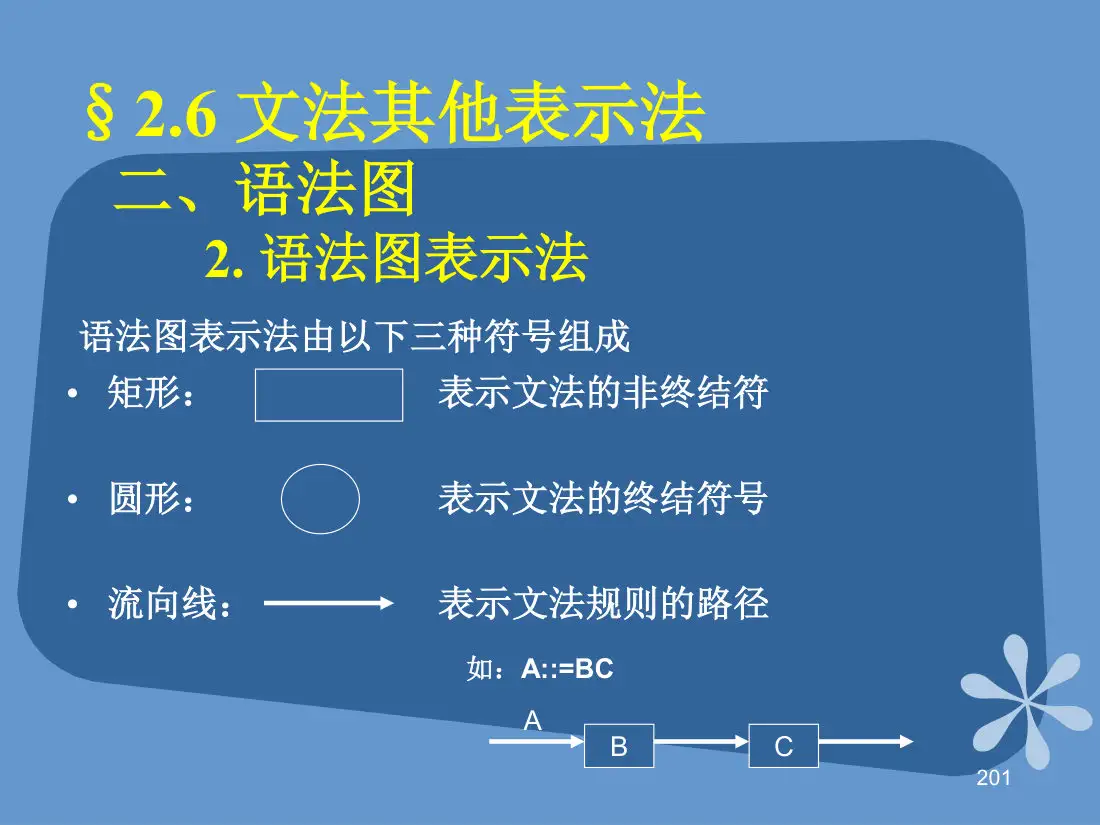 §2.6 文法其他表示法
二、语法图
2. 语法图表示法
语法图表示法由以下三种符号组成
• 矩形： 表示文法的非终结符
• 圆形： 表示文法的终结符号
• 流向线： 表示文法规则的路径
如：A::=BC
A
B C
201